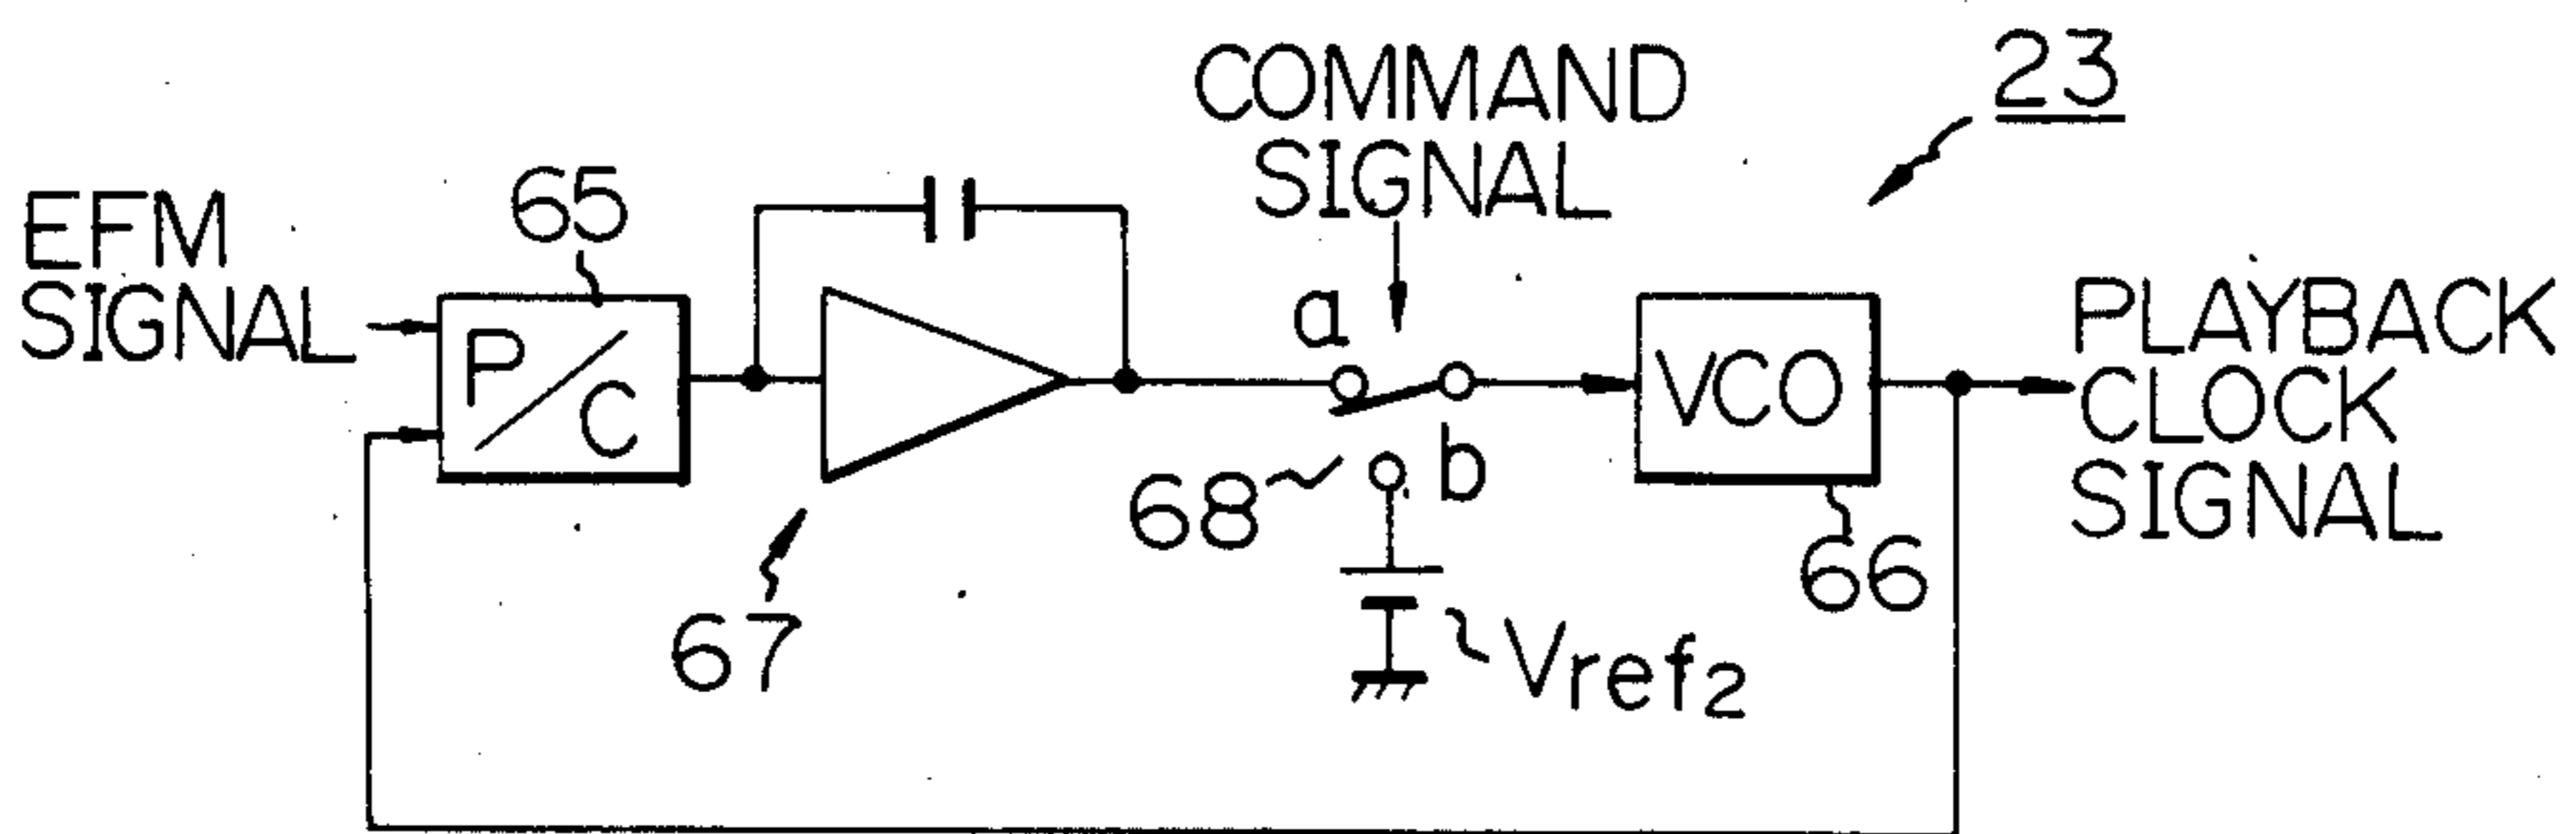 EFM
SIGNAL
65
P/C
67
COMMAND
SIGNAL
a
b
68
Vref2
VCO
66
23
PLAYBACK
CLOCK
SIGNAL